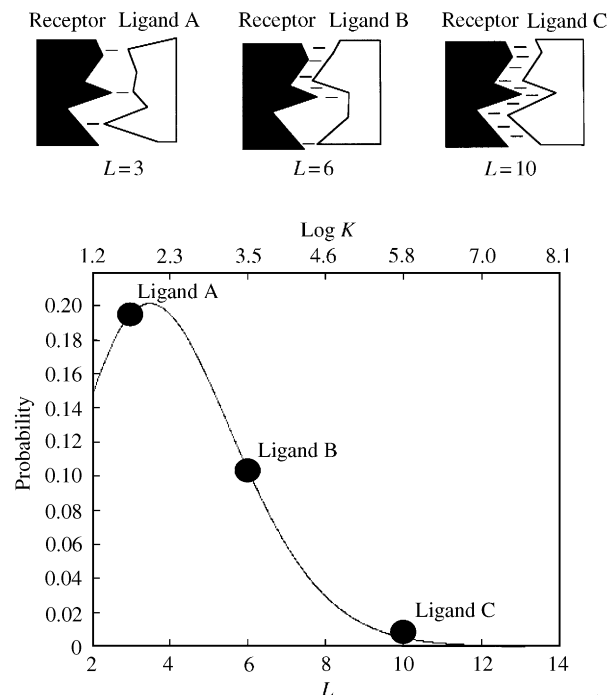 Receptor Ligand A
Receptor Ligand B
Receptor Ligand C
L=3
L=6
L=10
Log K
1.2 2.3 3.5 4.6 5.8 7.0 8.1
Probability
0.20
0.18
0.16
0.14
0.12
0.10
0.08
0.06
0.04
0.02
0
Ligand A
Ligand B
Ligand C
2 4 6 8 10 12 14
L